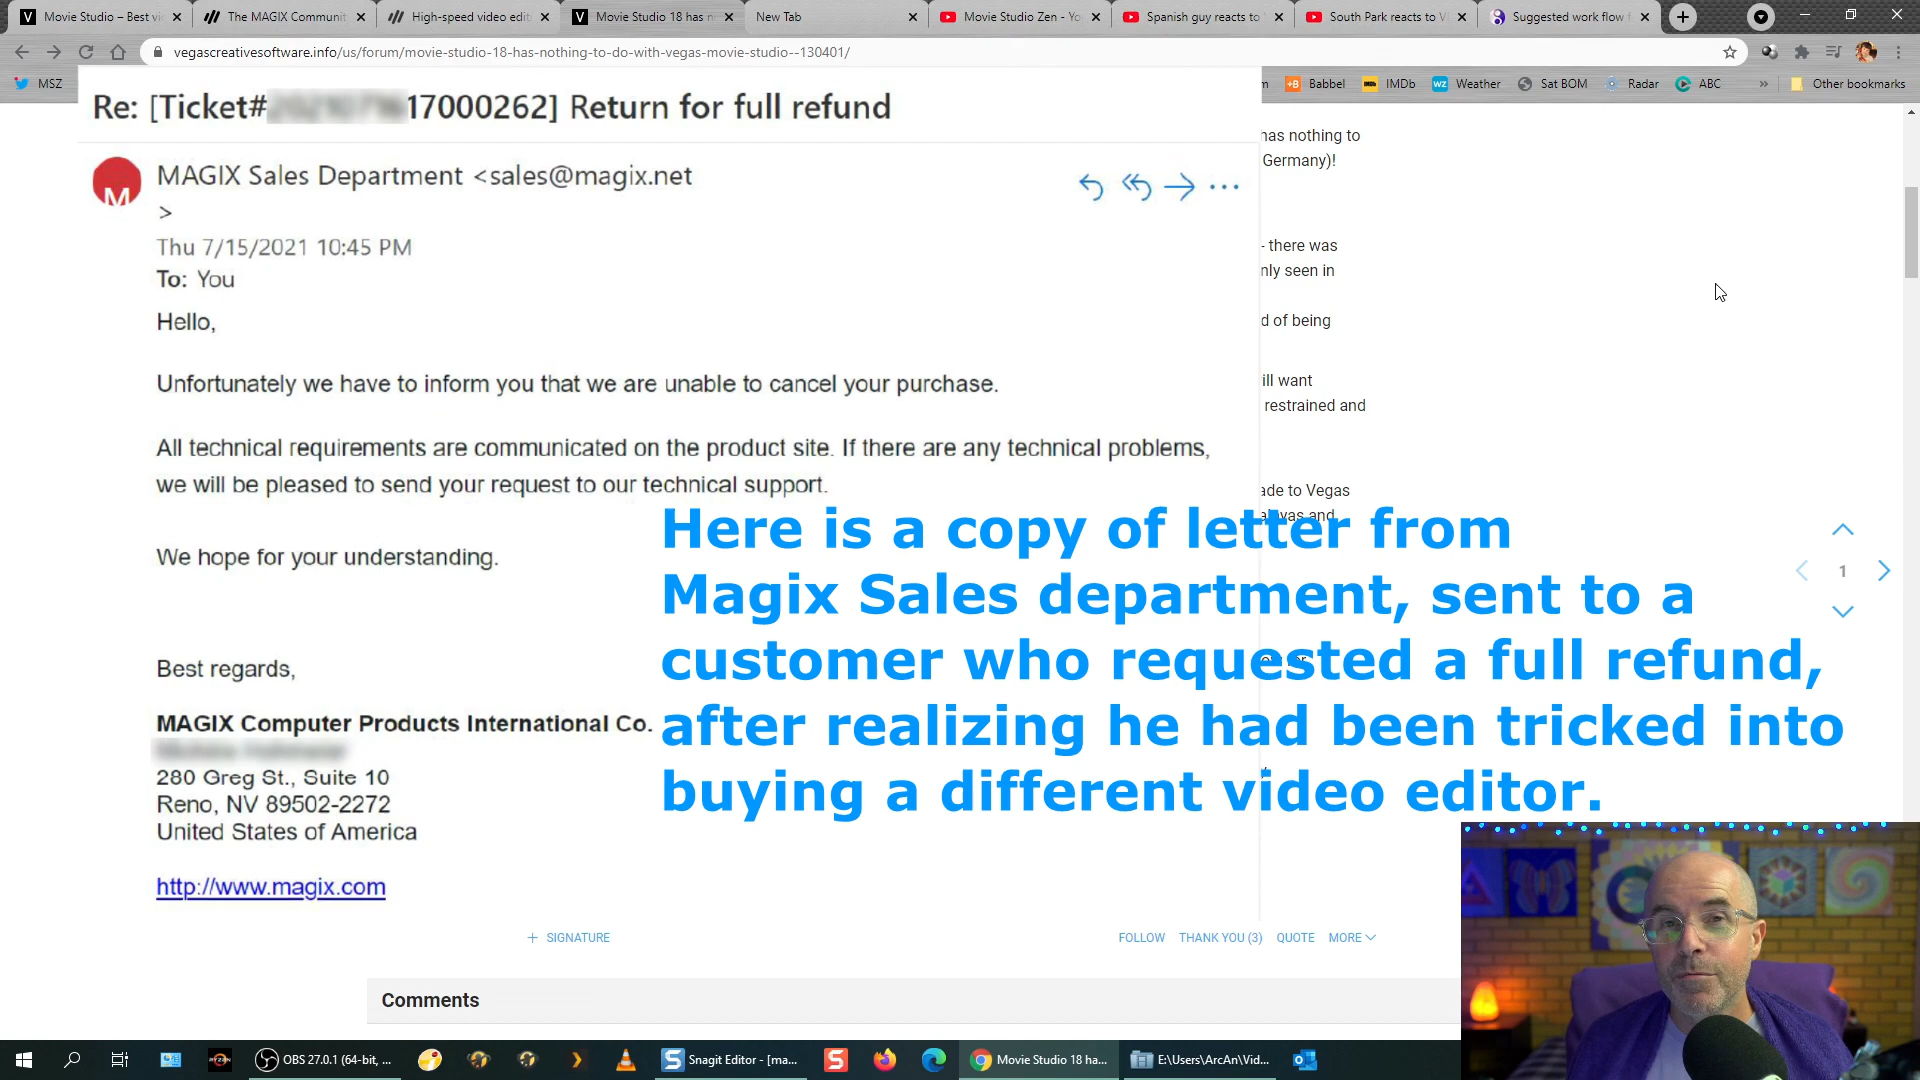 Movie Studio – Best vi
The MAGIX Communit
High-speed video edit
Movie Studio 18 has n
New Tab
Movie Studio Zen - Yo
Spanish guy reacts to
South Park reacts to V
Suggested work flow f
vegascreativesoftware.info/us/forum/movie-studio-18-has-nothing-to-do-with-vegas-movie-studio--130401/
MSZ
Babbel
IMDb
Weather
Sat BOM
Radar
ABC
Other bookmarks
Re: [Ticket# 17000262] Return for full refund
has nothing to
Germany)!
MAGIX Sales Department <sales@magix.net
>
Thu 7/15/2021 10:45 PM
To: You
- there was
nly seen in
Hello,
d of being
Unfortunately we have to inform you that we are unable to cancel your purchase.
ill want
restrained and
All technical requirements are communicated on the product site. If there are any technical problems,
we will be pleased to send your request to our technical support.
ade to Vegas
We hope for your understanding.
Here is a copy of letter from
Magix Sales department, sent to a
customer who requested a full refund,
after realizing he had been tricked into
buying a different video editor.
1
Best regards,
MAGIX Computer Products International Co.
280 Greg St., Suite 10
Reno, NV 89502-2272
United States of America
http://www.magix.com
+ SIGNATURE
FOLLOW THANK YOU (3) QUOTE MORE
Comments
OBS 27.0.1 (64-bit, ...
Snagit Editor - [ma...
Movie Studio 18 ha...
E:\Users\ArcAn\Vid...